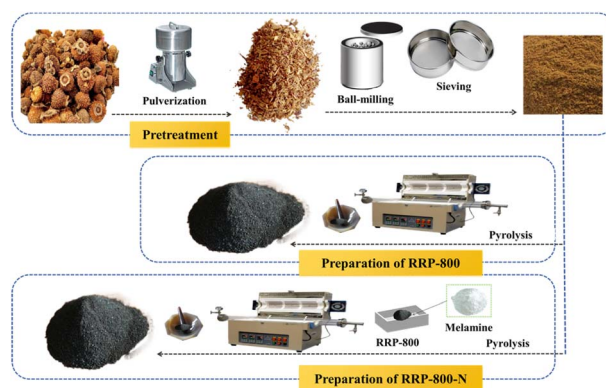 Pulverization
Ball-milling
Sieving
Pretreatment
Pyrolysis
Preparation of RRP-800
Melamine
RRP-800
Pyrolysis
Preparation of RRP-800-N